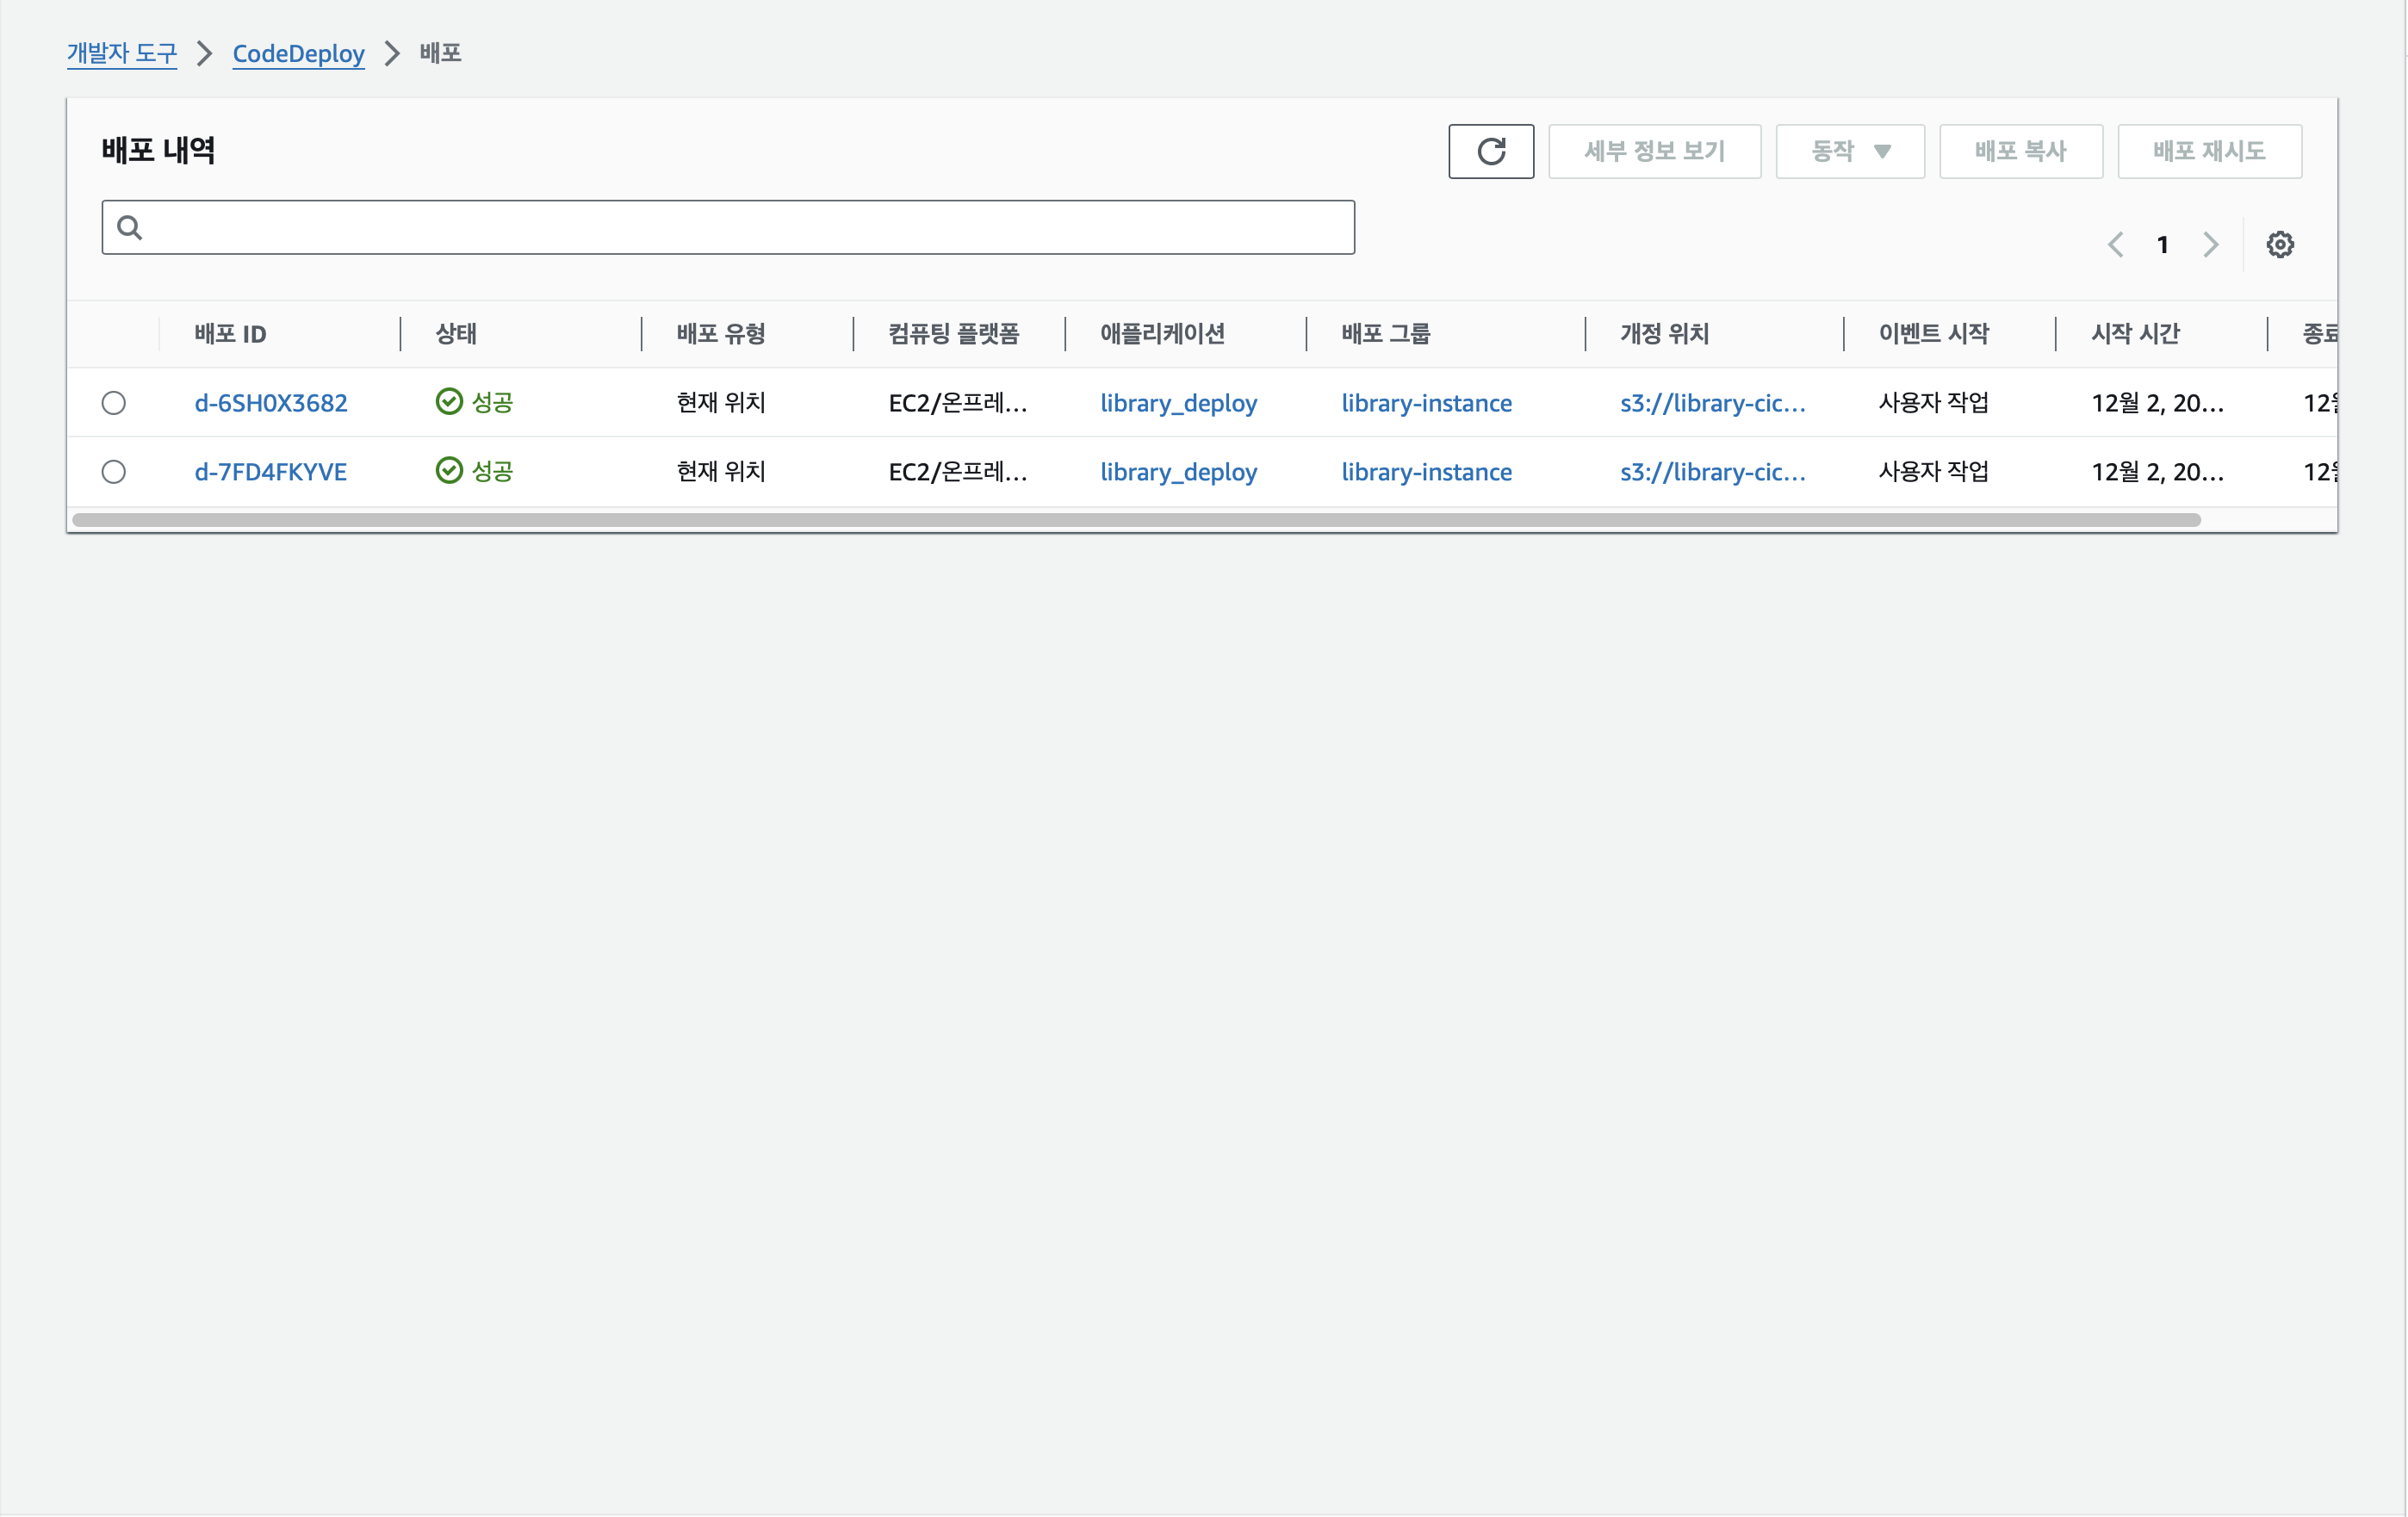 개발자 도구 > CodeDeploy > 배포
배포 내역
세부 정보 보기 동작 배포 복사 배포 재시도
1
배포 ID 상태 배포 유형 컴퓨팅 플랫폼 애플리케이션 배포 그룹 개정 위치 이벤트 시작 시작 시간 종료
d-6SH0X3682 성공 현재 위치 EC2/온프레... library_deploy library-instance s3://library-cic... 사용자 작업 12월 2, 20... 12월
d-7FD4FKYVE 성공 현재 위치 EC2/온프레... library_deploy library-instance s3://library-cic... 사용자 작업 12월 2, 20... 12월